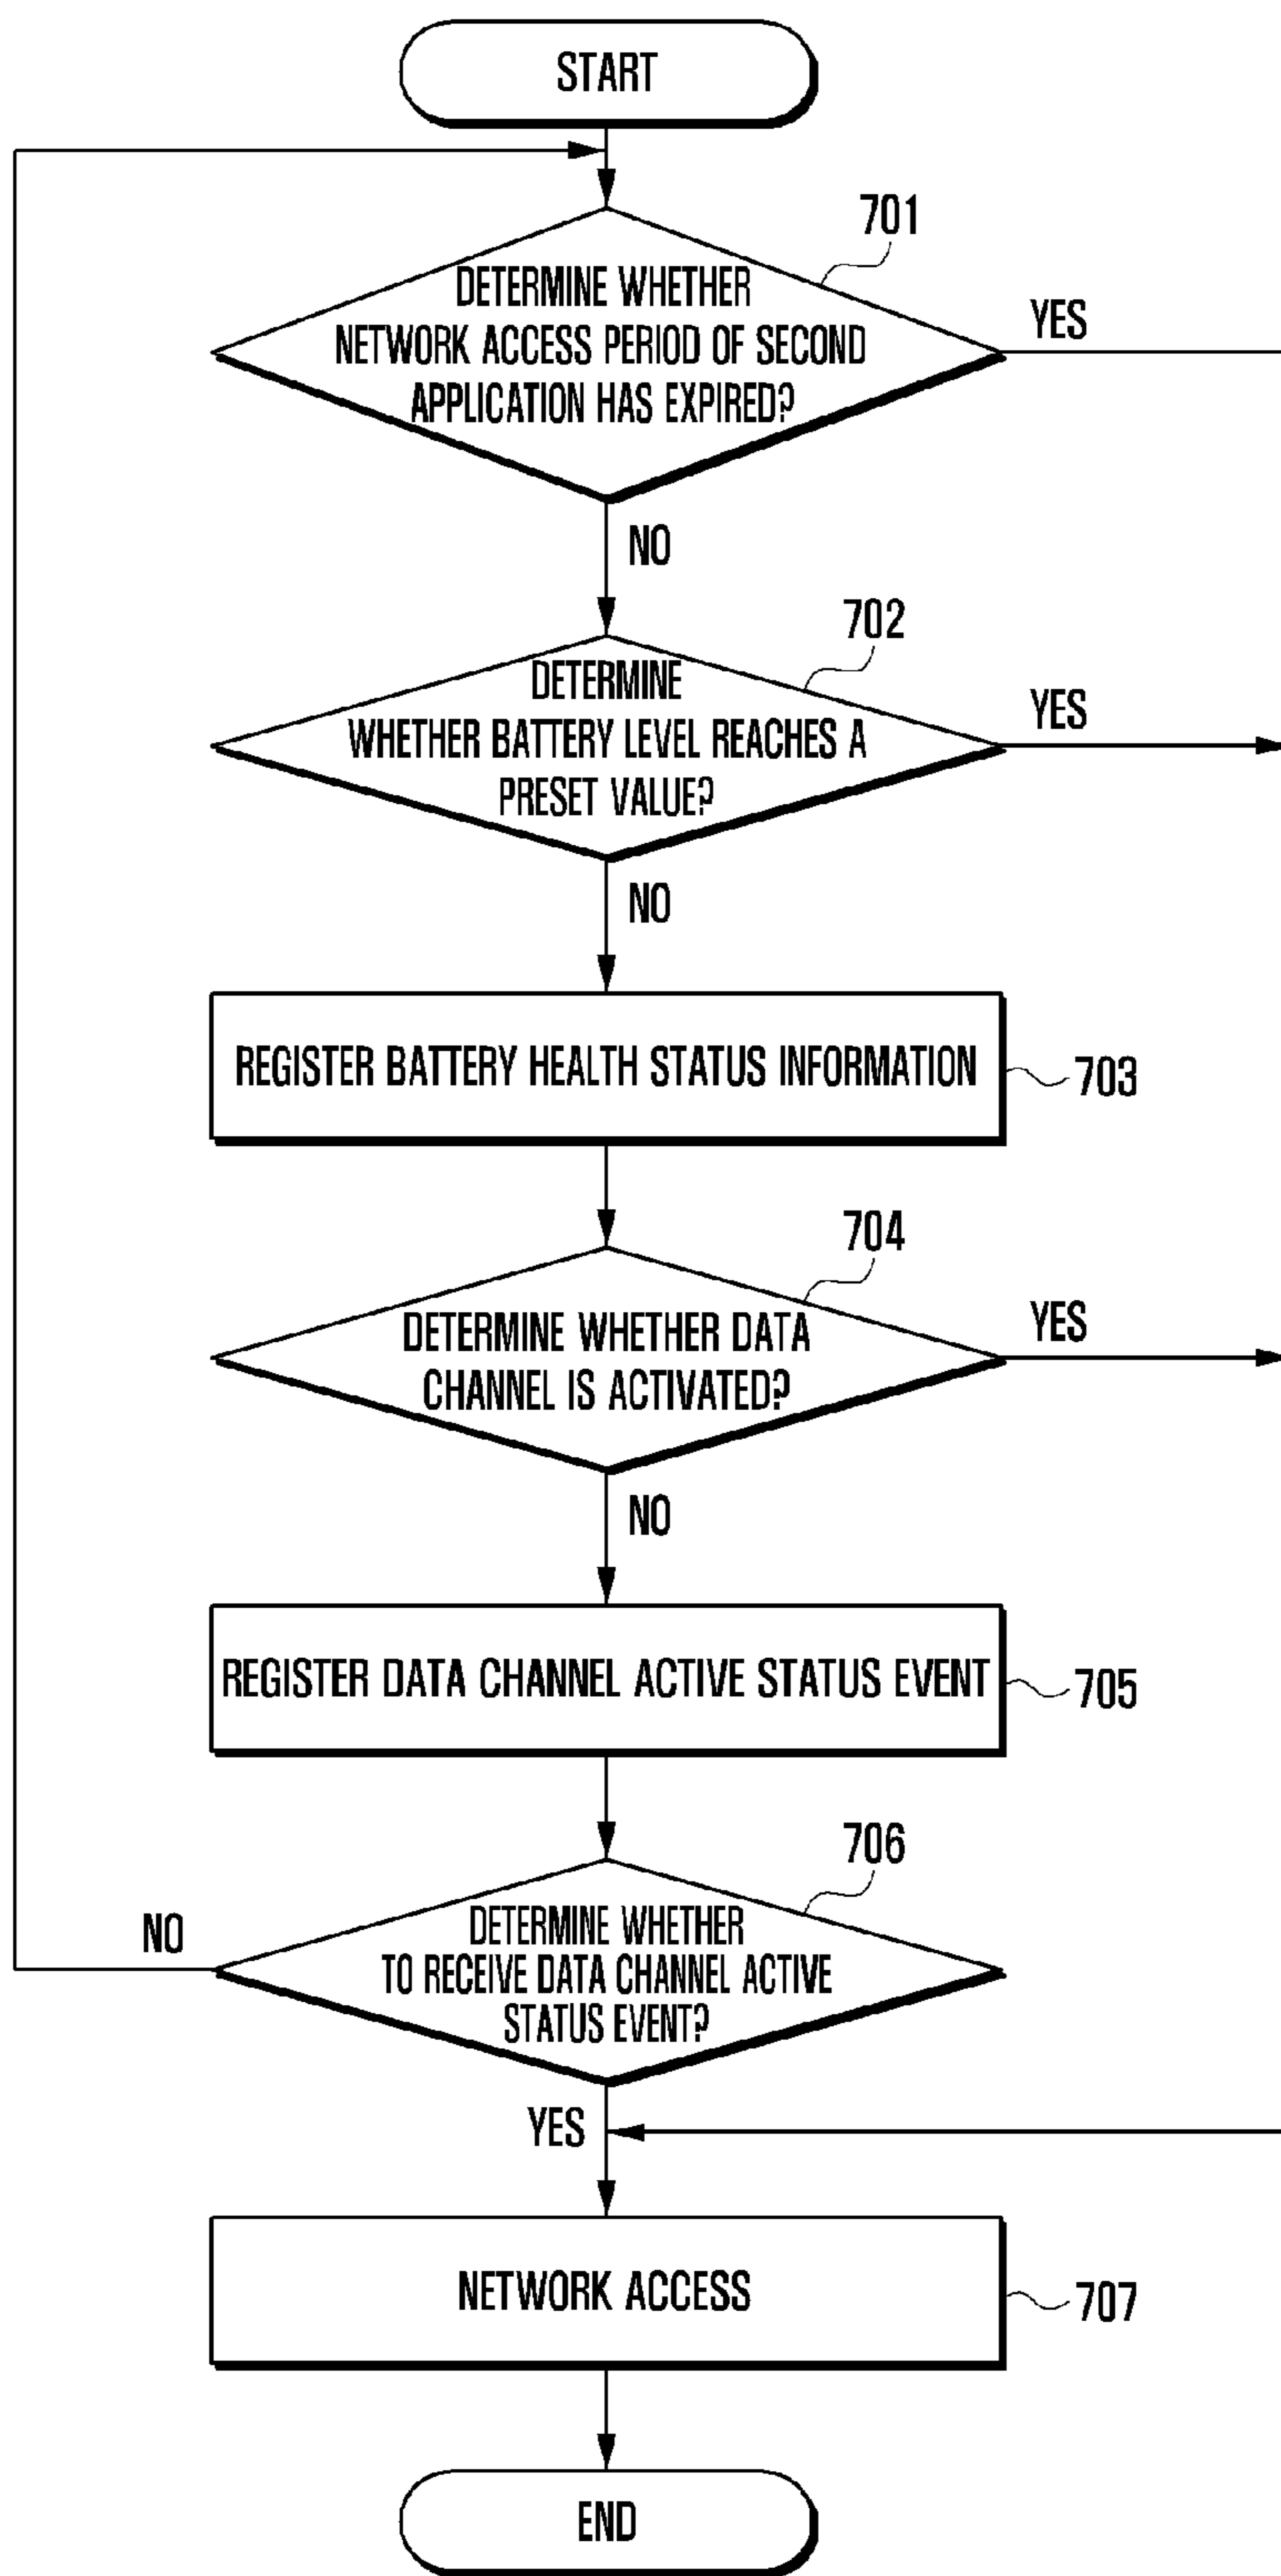 START
701
DETERMINE WHETHER
NETWORK ACCESS PERIOD OF SECOND
APPLICATION HAS EXPIRED?
YES
NO
702
DETERMINE
WHETHER BATTERY LEVEL REACHES A
PRESET VALUE?
YES
NO
REGISTER BATTERY HEALTH STATUS INFORMATION
703
704
DETERMINE WHETHER DATA
CHANNEL IS ACTIVATED?
YES
NO
REGISTER DATA CHANNEL ACTIVE STATUS EVENT
705
706
DETERMINE WHETHER
TO RECEIVE DATA CHANNEL ACTIVE
STATUS EVENT?
NO
YES
NETWORK ACCESS
707
END